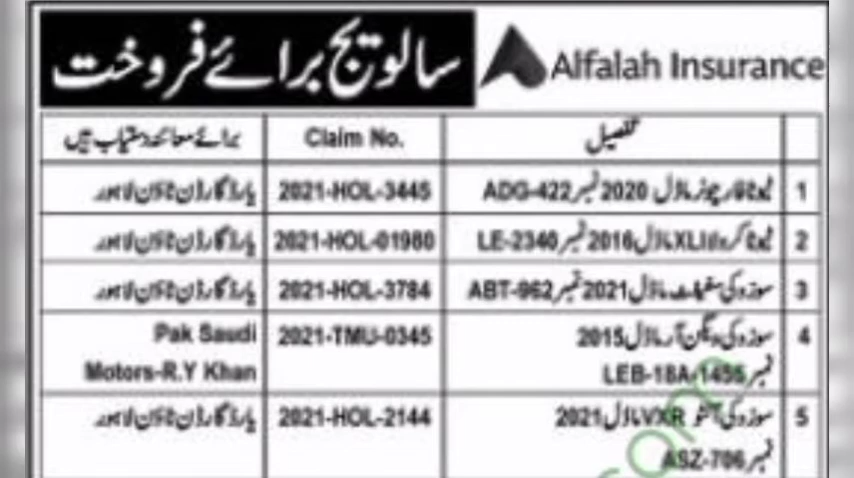 سالویج برائے فروخت
Alfalah Insurance
تفصیل Claim No. برائے معائنہ دستیاب ہیں
1 ٹیوٹا فارچونر ماڈل 2020 نمبر ADG-422 2021-HOL-3445 یارڈ گارڈن ٹاؤن لاہور
2 ٹیوٹا کرولا XLI ماڈل 2016 نمبر LE-2340 2021-HOL-01980 یارڈ گارڈن ٹاؤن لاہور
3 سوزوکی سفٹ ماڈل 2021 نمبر ABT-962 2021-HOL-3784 یارڈ گارڈن ٹاؤن لاہور
4 سوزوکی ویگن آر ماڈل 2015 2021-TMU-0345 Pak Saudi
نمبر LEB-18A-1456 Motors-R.Y Khan
5 سوزوکی آلٹو VXR ماڈل 2021 2021-HOL-2144 یارڈ گارڈن ٹاؤن لاہور
نمبر ASZ-706
com